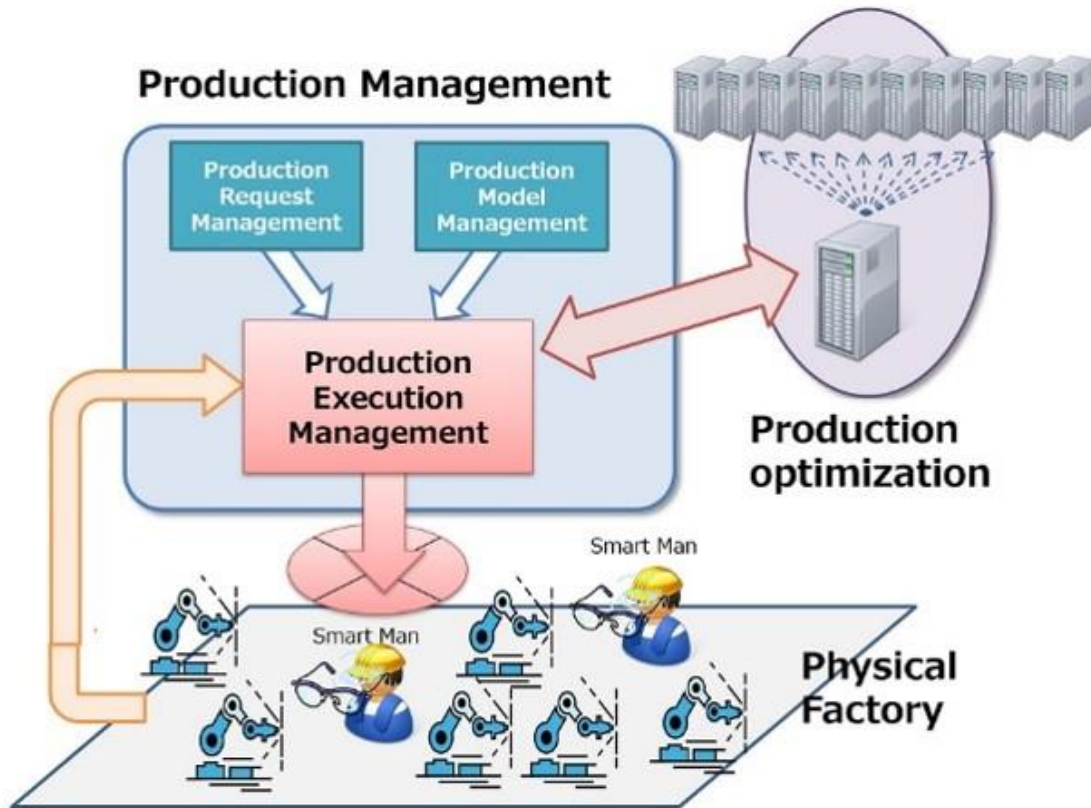 Production Management
Production
Request
Management
Production
Model
Management
Production
Execution
Management
Production
optimization
Smart Man
Smart Man
Physical
Factory